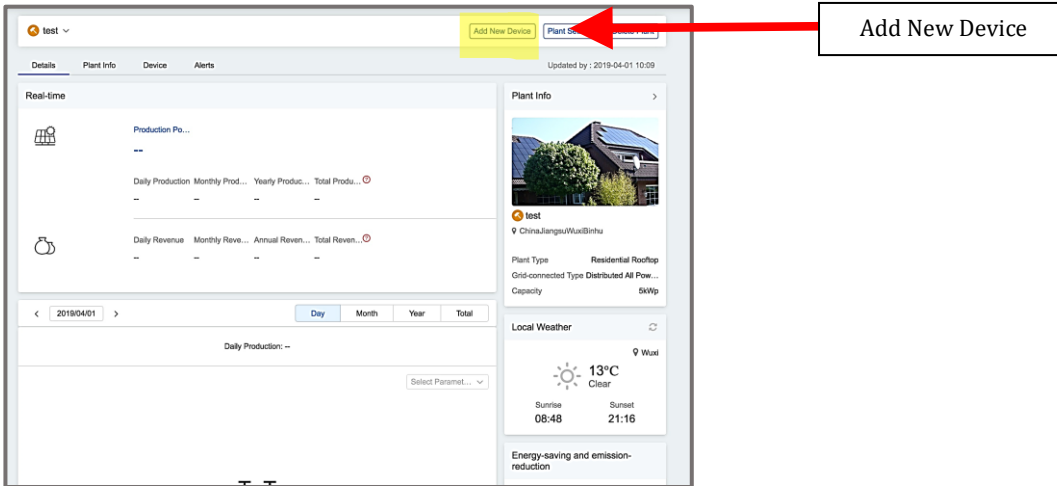 test
Add New Device
Plant Se
Plant
Add New Device
Details Plant Info Device Alerts
Updated by : 2019-04-01 10:09
Real-time
Production Po...
--
Daily Production Monthly Prod... Yearly Produc... Total Produ...
-- -- -- --
Daily Revenue Monthly Reve... Annual Reven... Total Reven...
-- -- -- --
Plant Info
test
ChinaJiangsuWuxiBinhu
Plant Type Residential Rooftop
Grid-connected Type Distributed All Pow...
Capacity 5kWp
2019/04/01
Day Month Year Total
Daily Production: --
Select Paramet...
Local Weather
Wuxi
13°C
Clear
Sunrise Sunset
08:48 21:16
Energy-saving and emission-
reduction